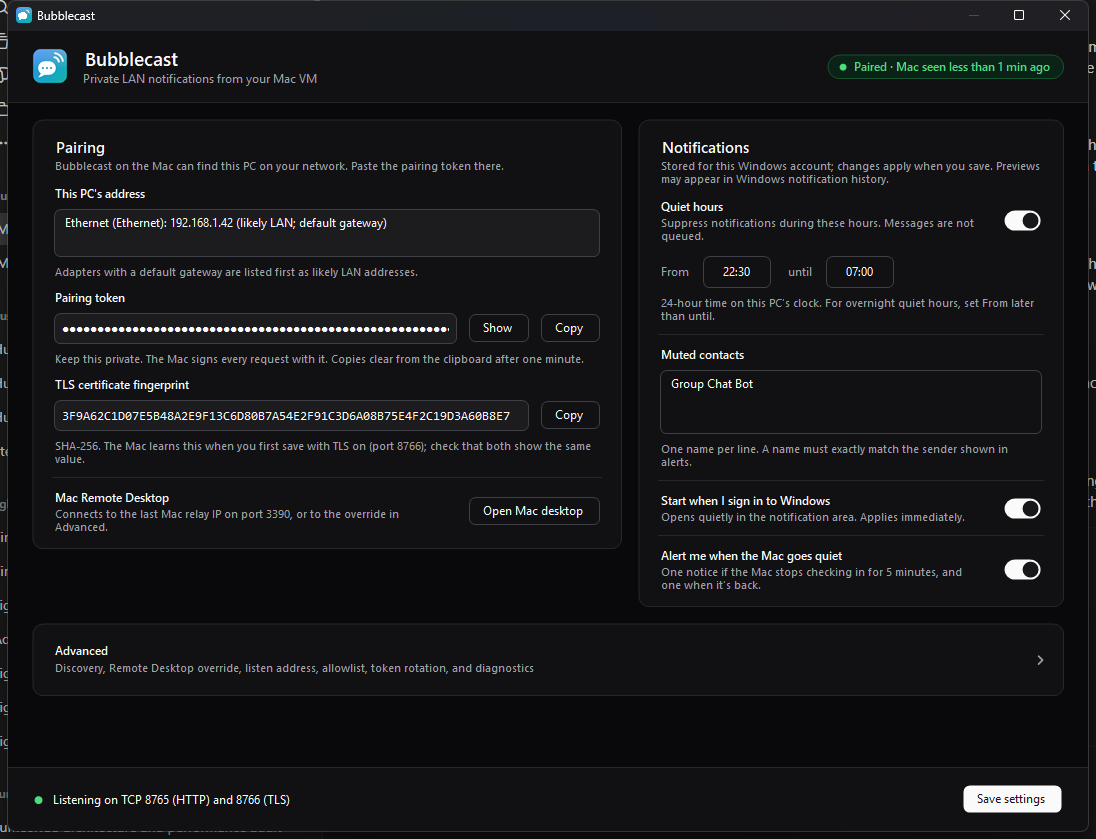 Bubblecast
Bubblecast
Private LAN notifications from your Mac VM
Paired · Mac seen less than 1 min ago
Pairing
Bubblecast on the Mac can find this PC on your network. Paste the pairing token there.
This PC's address
Ethernet (Ethernet): 192.168.1.42 (likely LAN; default gateway)
Adapters with a default gateway are listed first as likely LAN addresses.
Pairing token
Show
Copy
Keep this private. The Mac signs every request with it. Copies clear from the clipboard after one minute.
TLS certificate fingerprint
3F9A62C1D07E5B48A2E9F13C6D80B7A54E2F91C3D6A08B75E4F2C19D3A60B8E7
Copy
SHA-256. The Mac learns this when you first save with TLS on (port 8766); check that both show the same
value.
Mac Remote Desktop
Connects to the last Mac relay IP on port 3390, or to the override in
Advanced.
Open Mac desktop
Notifications
Stored for this Windows account; changes apply when you save. Previews
may appear in Windows notification history.
Quiet hours
Suppress notifications during these hours. Messages are not
queued.
From
22:30
until
07:00
24-hour time on this PC's clock. For overnight quiet hours, set From later
than until.
Muted contacts
Group Chat Bot
One name per line. A name must exactly match the sender shown in
alerts.
Start when I sign in to Windows
Opens quietly in the notification area. Applies immediately.
Alert me when the Mac goes quiet
One notice if the Mac stops checking in for 5 minutes, and
one when it's back.
Advanced
Discovery, Remote Desktop override, listen address, allowlist, token rotation, and diagnostics
Listening on TCP 8765 (HTTP) and 8766 (TLS)
Save settings